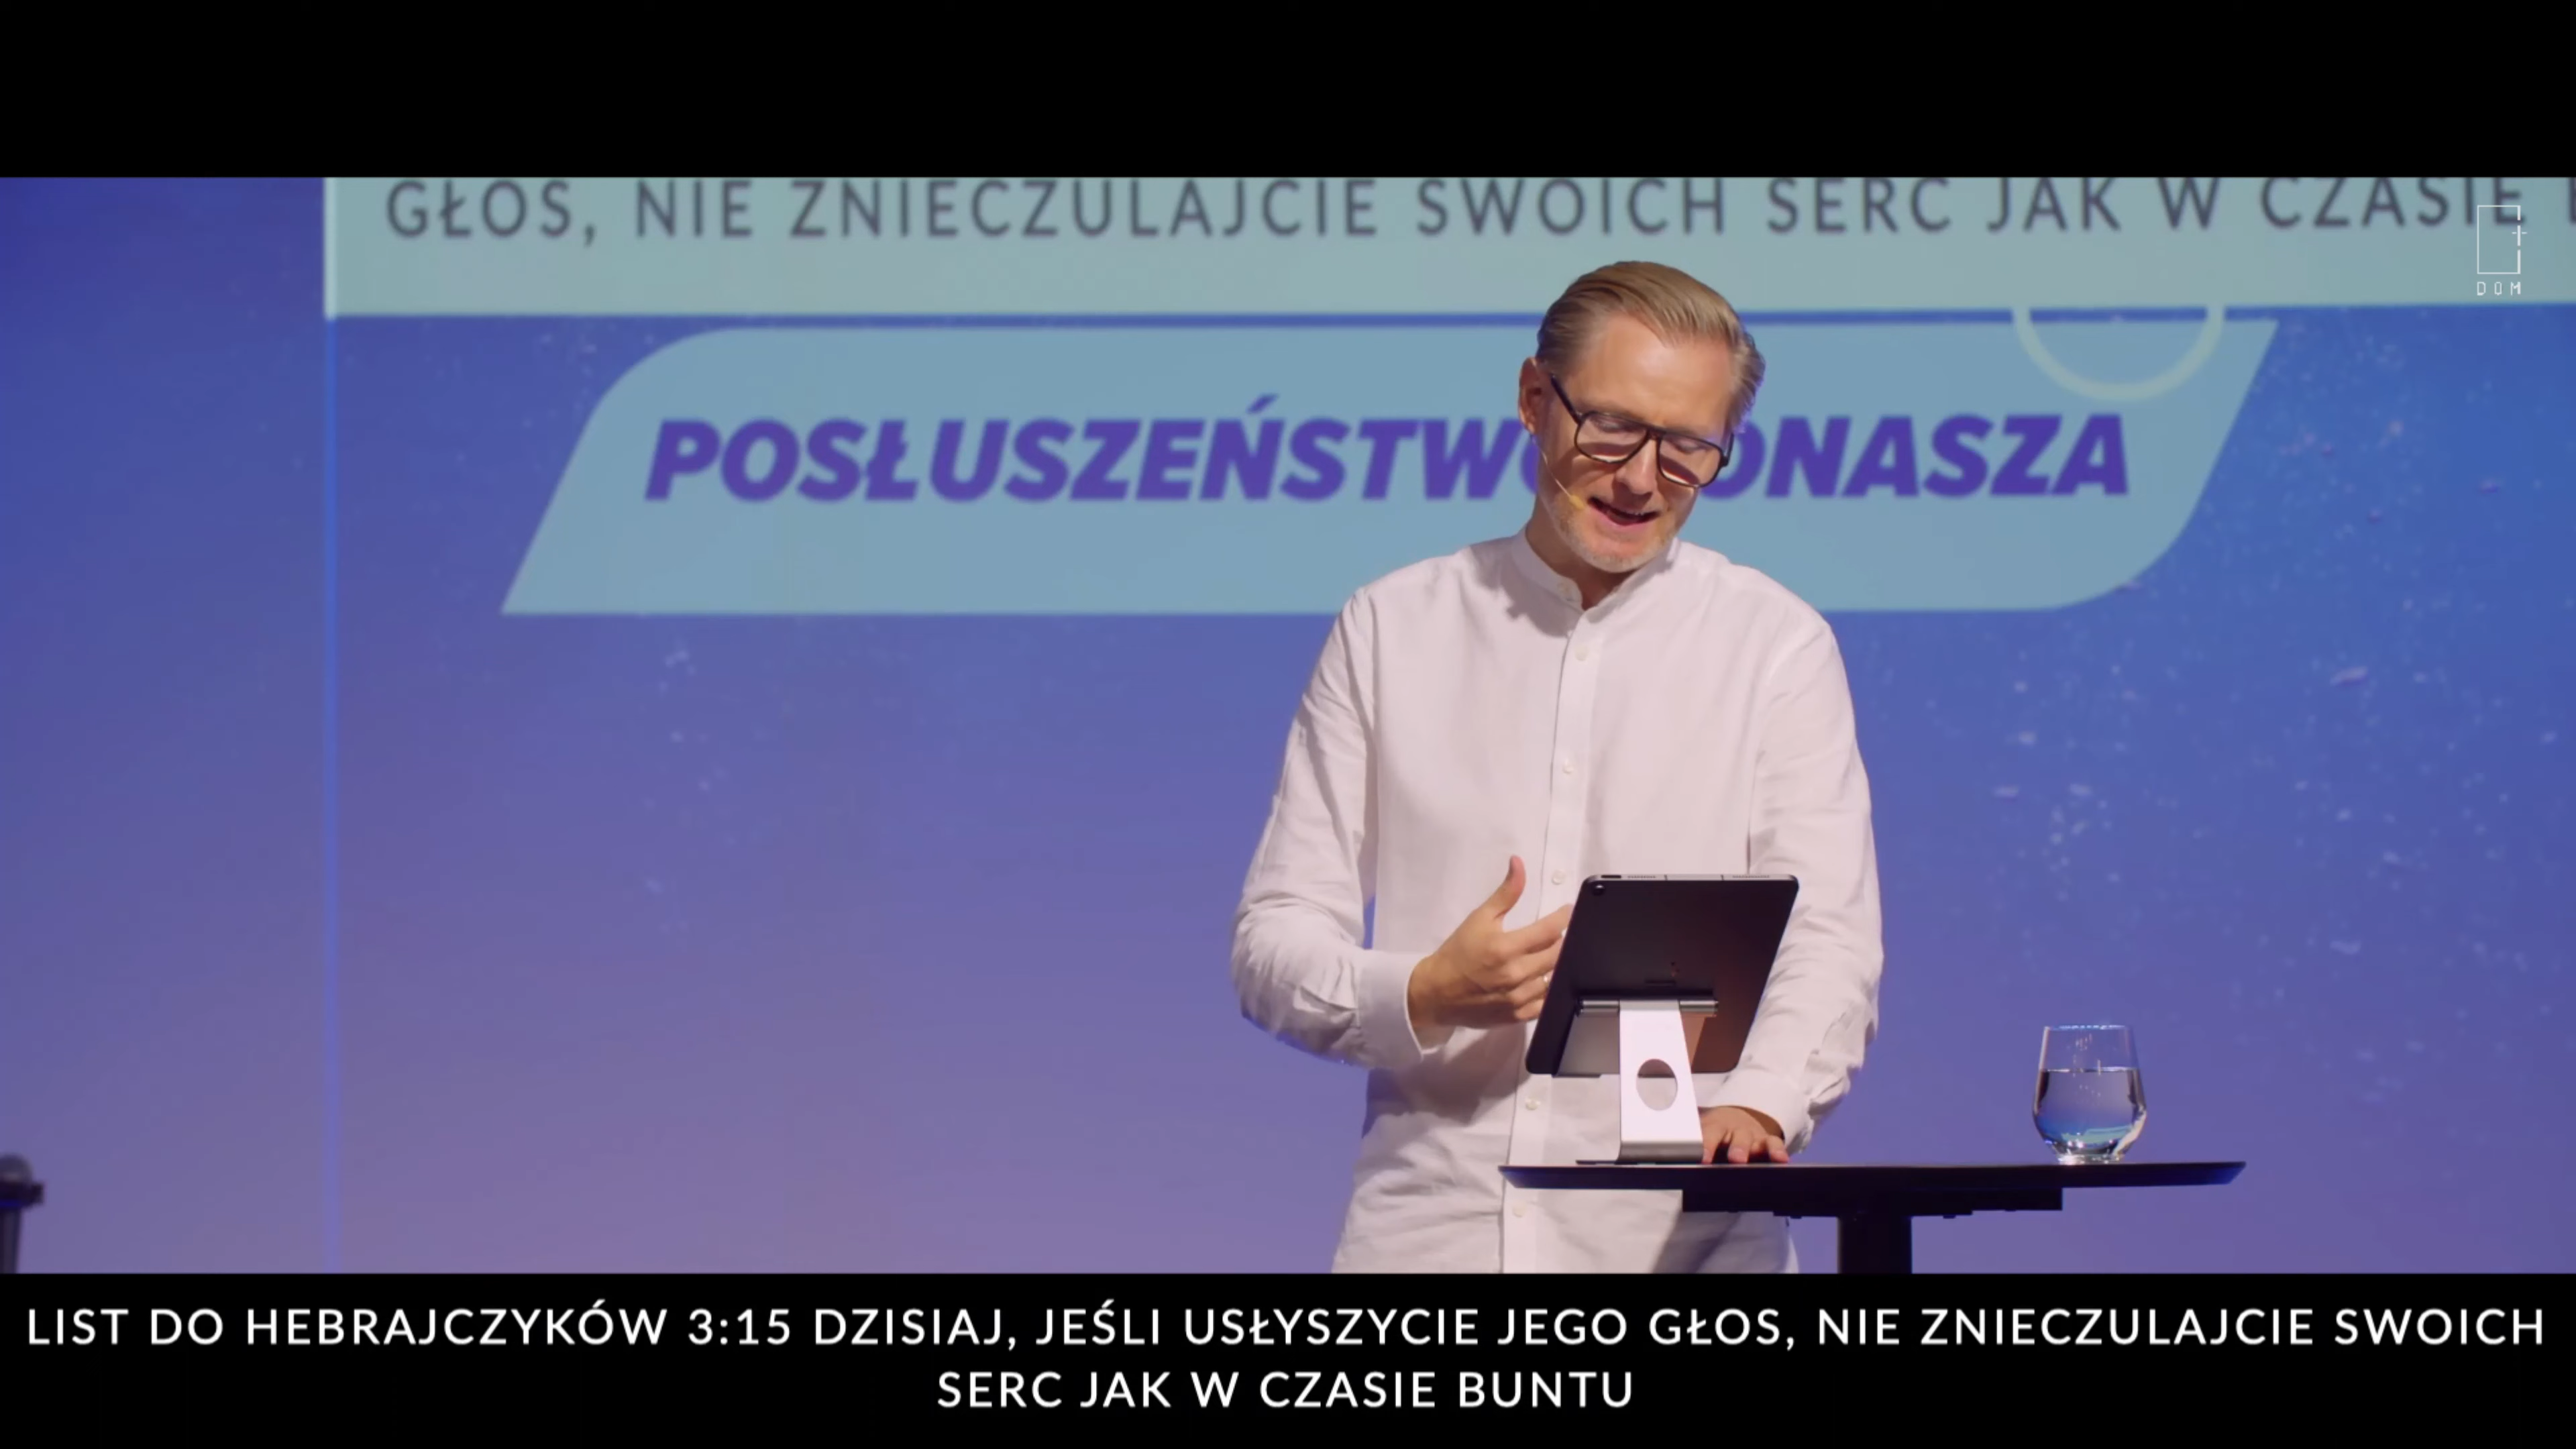 GŁOS, NIE ZNIECZULAJCIE SWOICH SERC JAK W CZASIE
DOM
POSŁUSZEŃSTWO JONASZA
LIST DO HEBRAJCZYKÓW 3:15 DZISIAJ, JEŚLI USŁYSZYCIE JEGO GŁOS, NIE ZNIECZULAJCIE SWOICH
SERC JAK W CZASIE BUNTU